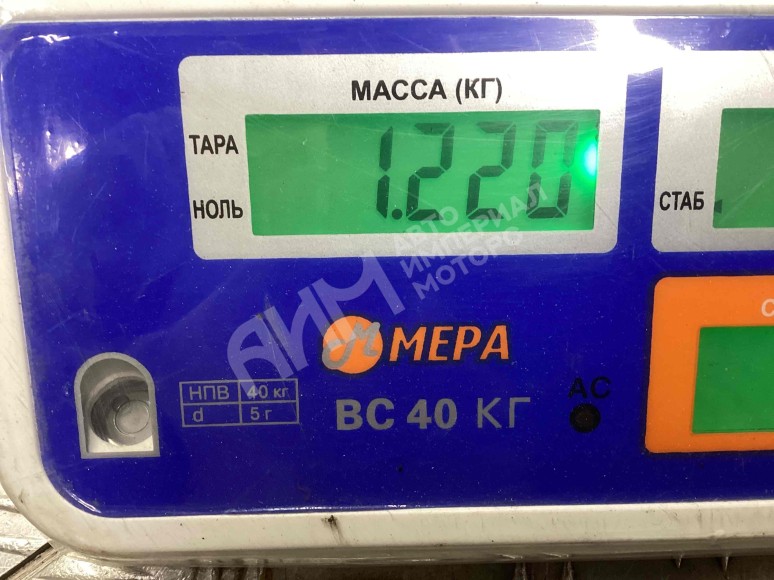 МАССА (КГ)
ТАРА
1.220
НОЛЬ
СТАБ
АВТО
ИМПЕРИАЛ
МОТОРС
АИМ
М МЕРА
НПВ 40 кг
d 5 г
ВС 40 КГ
АС
С